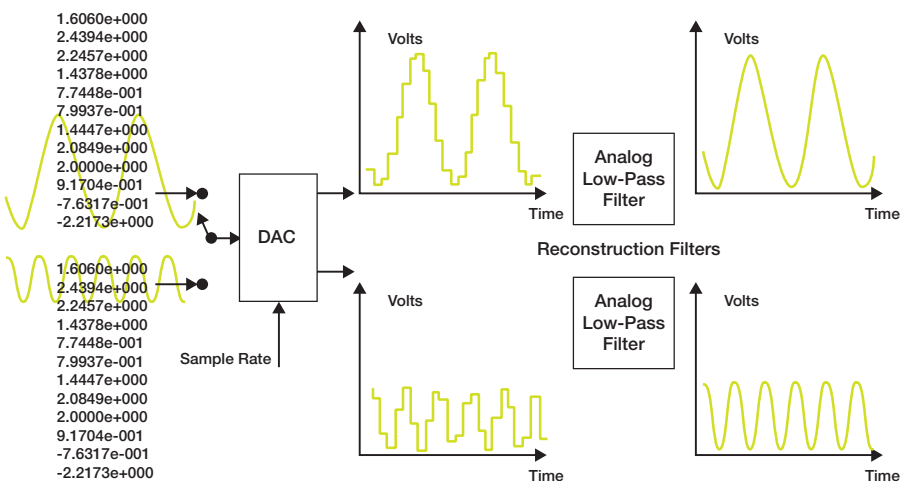 1.6060e+000
2.4394e+000
2.2457e+000
1.4378e+000
7.7448e-001
7.9937e-001
1.4447e+000
2.0849e+000
2.0000e+000
9.1704e-001
-7.6317e-001
-2.2173e+000
1.6060e+000
2.4394e+000
2.2457e+000
1.4378e+000
7.7448e-001
7.9937e-001
1.4447e+000
2.0849e+000
2.0000e+000
9.1704e-001
-7.6317e-001
-2.2173e+000
DAC
Sample Rate
Volts
Time
Analog
Low-Pass
Filter
Volts
Time
Reconstruction Filters
Volts
Time
Analog
Low-Pass
Filter
Volts
Time